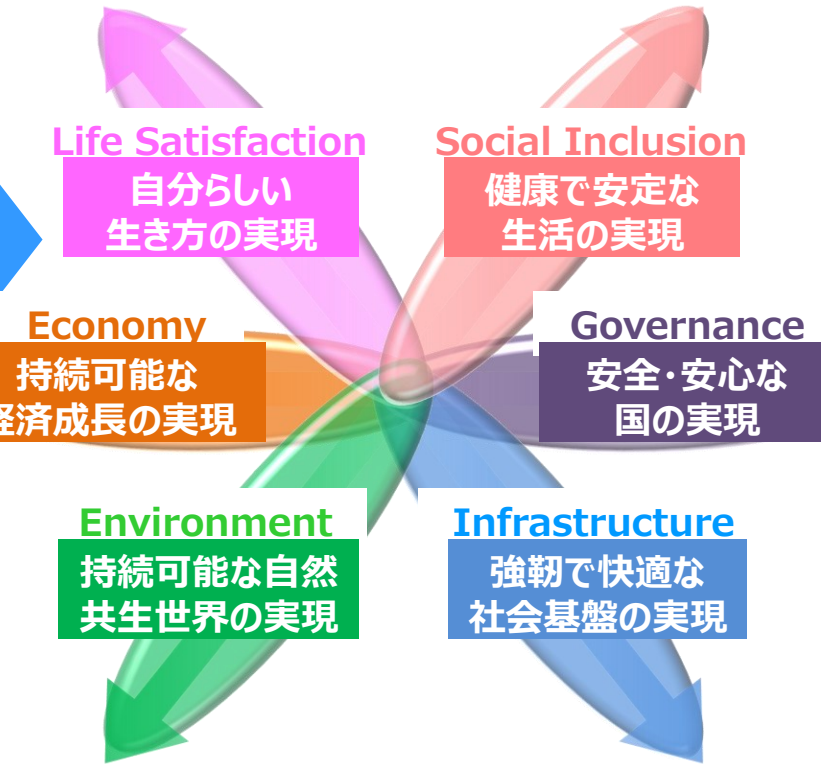 Life Satisfaction
自分らしい
生き方の実現
Social Inclusion
健康で安定な
生活の実現
Economy
持続可能な
経済成長の実現
Governance
安全・安心な
国の実現
Environment
持続可能な自然
共生世界の実現
Infrastructure
強靭で快適な
社会基盤の実現